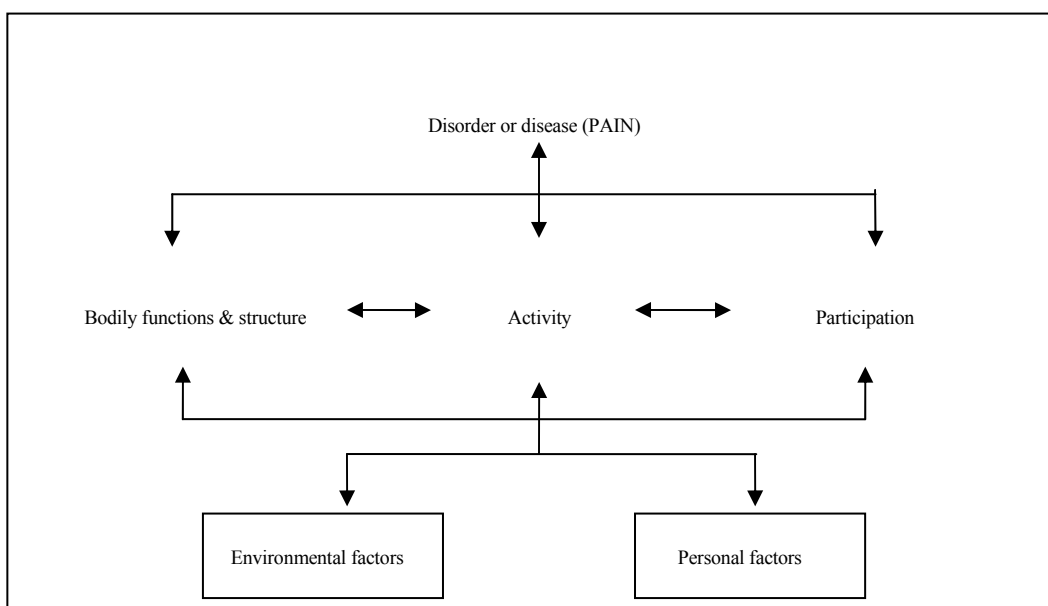 Disorder or disease (PAIN)
Bodily functions & structure
Activity
Participation
Environmental factors
Personal factors